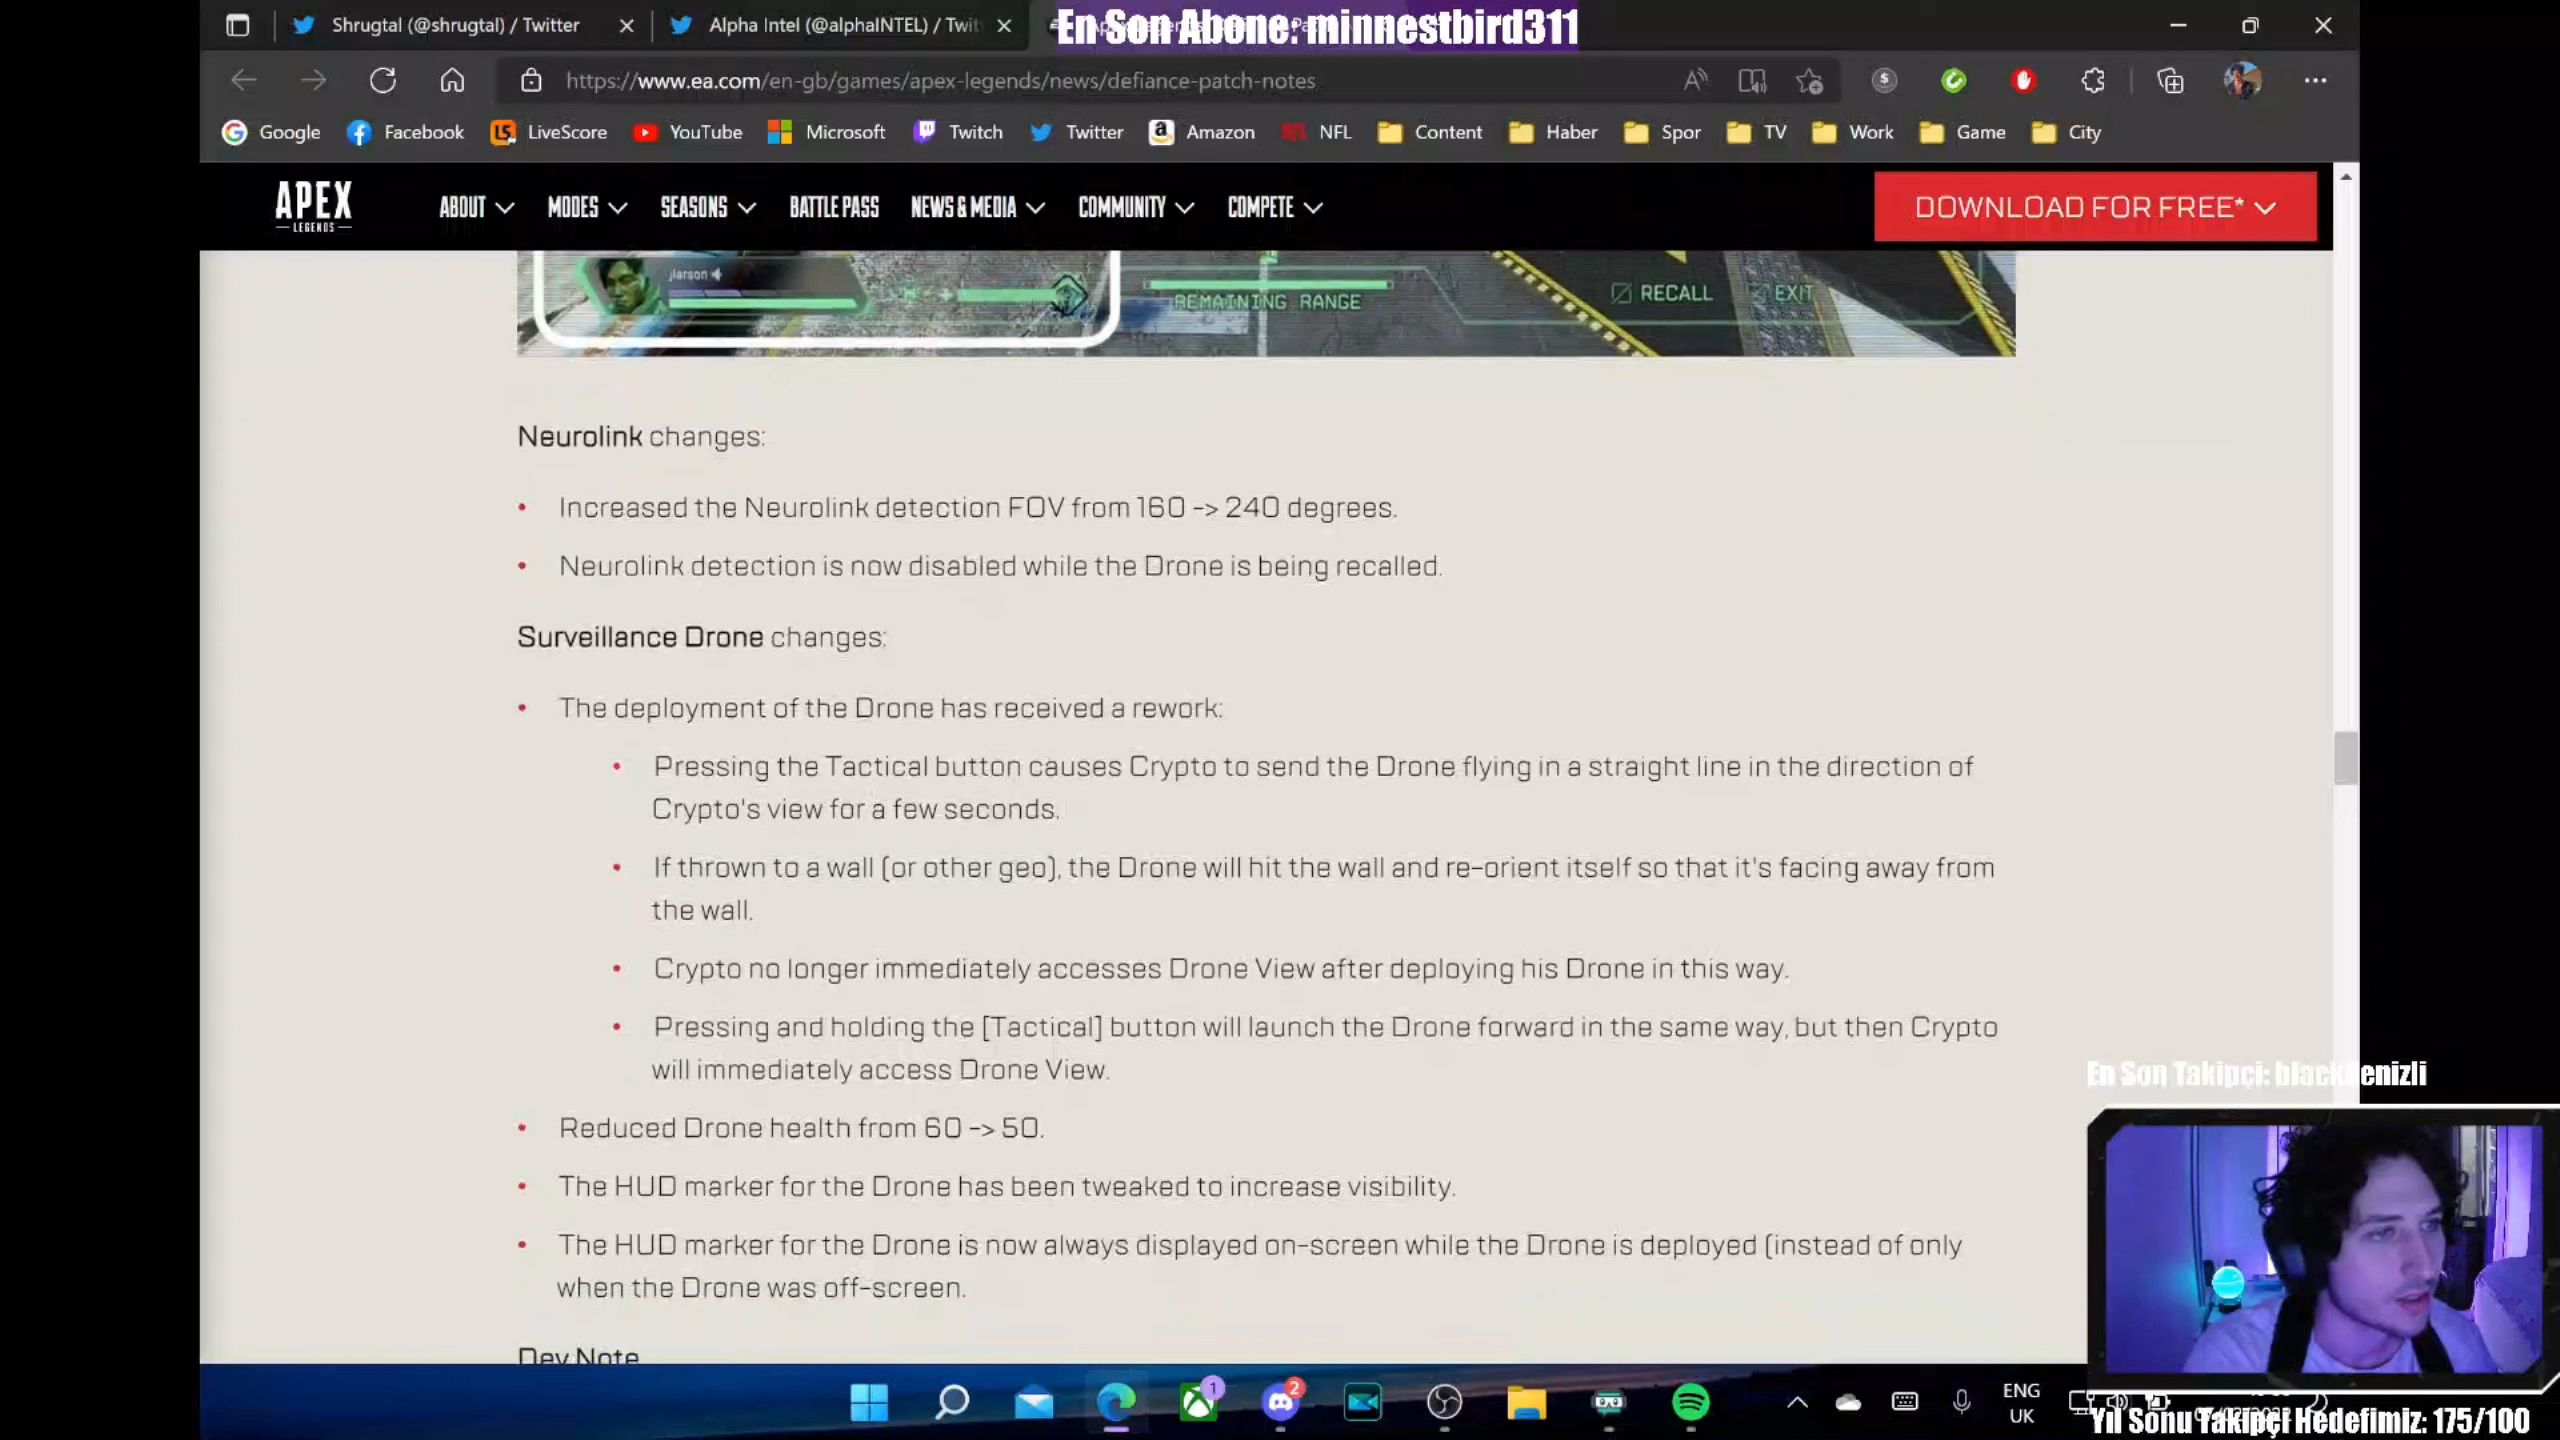 Shrugtal (@shrugtal) / Twitter
Alpha Intel (@alphaINTEL) / Twit
En Son Abone: minnestbird311
https://www.ea.com/en-gb/games/apex-legends/news/defiance-patch-notes
Google Facebook LiveScore YouTube Microsoft Twitch Twitter Amazon NFL Content Haber Spor TV Work Game City
APEX
LEGENDS
ABOUT MODES SEASONS BATTLE PASS NEWS & MEDIA COMMUNITY COMPETE
DOWNLOAD FOR FREE*
jlarson
REMAINING RANGE
RECALL
EXIT
Neurolink changes:
• Increased the Neurolink detection FOV from 160 -> 240 degrees.
• Neurolink detection is now disabled while the Drone is being recalled.
Surveillance Drone changes:
• The deployment of the Drone has received a rework:
• Pressing the Tactical button causes Crypto to send the Drone flying in a straight line in the direction of
Crypto's view for a few seconds.
• If thrown to a wall (or other geo), the Drone will hit the wall and re-orient itself so that it's facing away from
the wall.
• Crypto no longer immediately accesses Drone View after deploying his Drone in this way.
• Pressing and holding the [Tactical] button will launch the Drone forward in the same way, but then Crypto
will immediately access Drone View.
• Reduced Drone health from 60 -> 50.
• The HUD marker for the Drone has been tweaked to increase visibility.
• The HUD marker for the Drone is now always displayed on-screen while the Drone is deployed (instead of only
when the Drone was off-screen.
Dev Note
En Son Takipçi: blackdenizli
1
2
ENG
UK
Yıl Sonu Takipçi Hedefimiz: 175/100